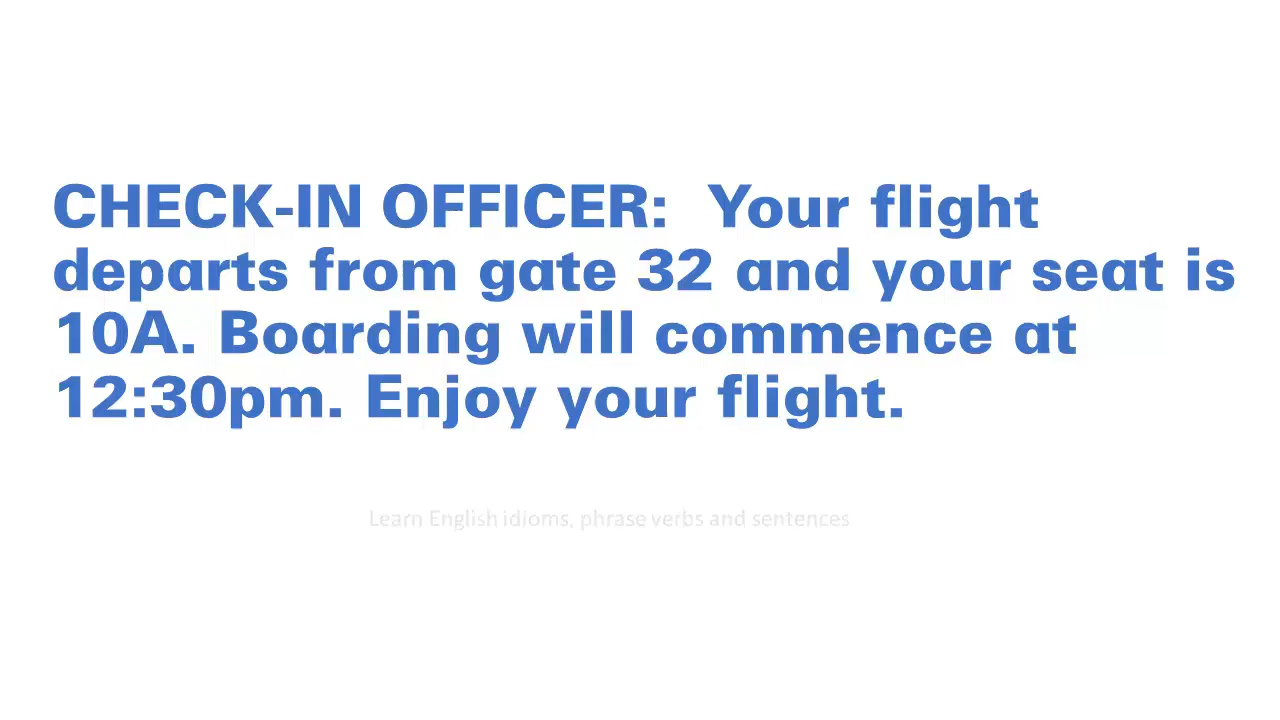 CHECK-IN OFFICER:  Your flight
departs from gate 32 and your seat is
10A. Boarding will commence at
12:30pm. Enjoy your flight.
Learn English idioms, phrase verbs and sentences